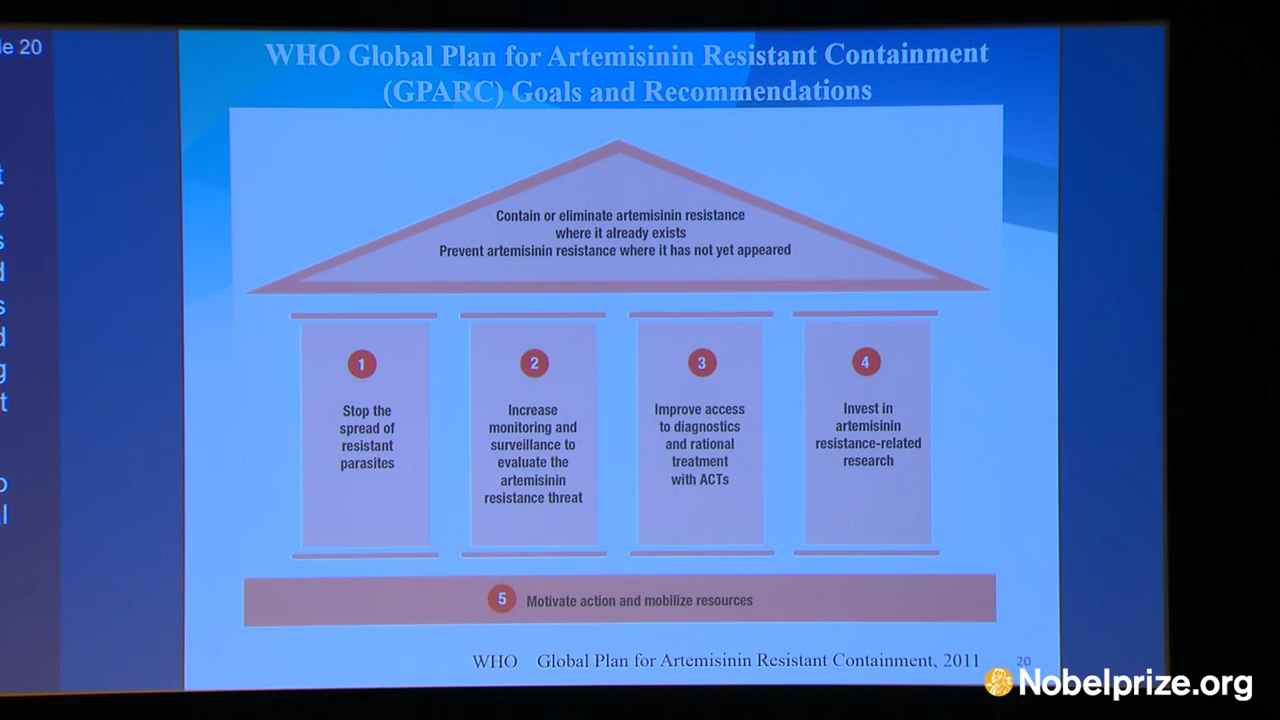 le 20
WHO Global Plan for Artemisinin Resistant Containment
(GPARC) Goals and Recommendations
Contain or eliminate artemisinin resistance
where it already exists
Prevent artemisinin resistance where it has not yet appeared
1
Stop the
spread of
resistant
parasites
2
Increase
monitoring and
surveillance to
evaluate the
artemisinin
resistance threat
3
Improve access
to diagnostics
and rational
treatment
with ACTs
4
Invest in
artemisinin
resistance-related
research
5 Motivate action and mobilize resources
WHO Global Plan for Artemisinin Resistant Containment, 2011
20
Nobelprize.org